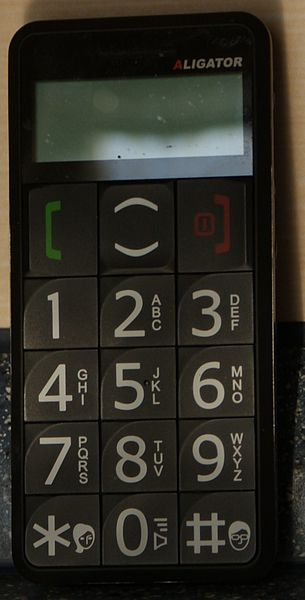 ALIGATOR
1 2 ABC 3 DEF
4 GHI 5 JKL 6 MNO
7 PQRS 8 TUV 9 WXYZ
* 0 #